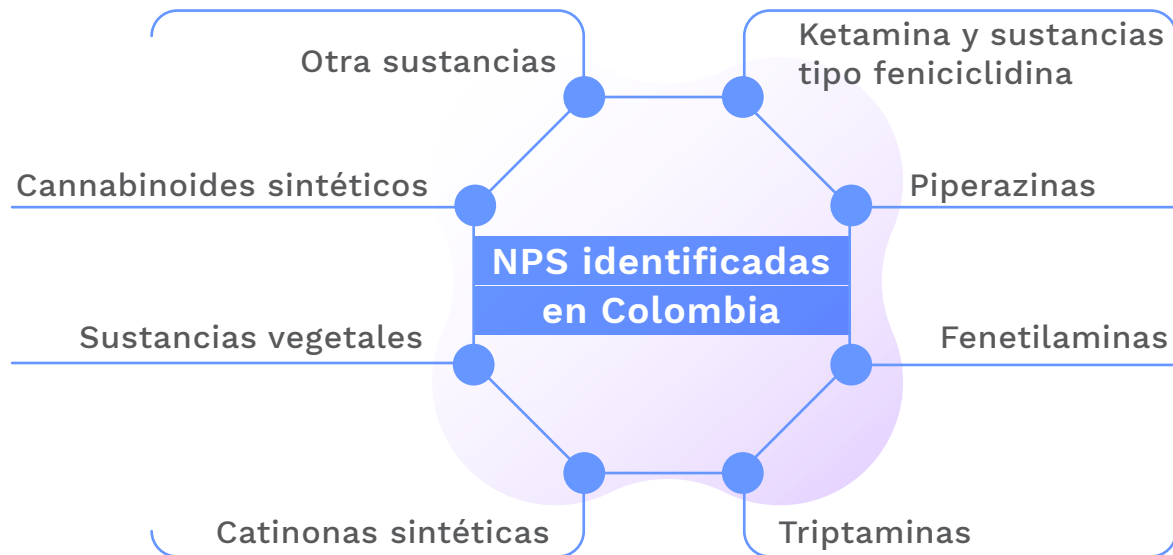 Otra sustancias
Ketamina y sustancias
tipo feniciclidina
Cannabinoides sintéticos
Piperazinas
NPS identificadas
en Colombia
Sustancias vegetales
Fenetilaminas
Catinonas sintéticas
Triptaminas